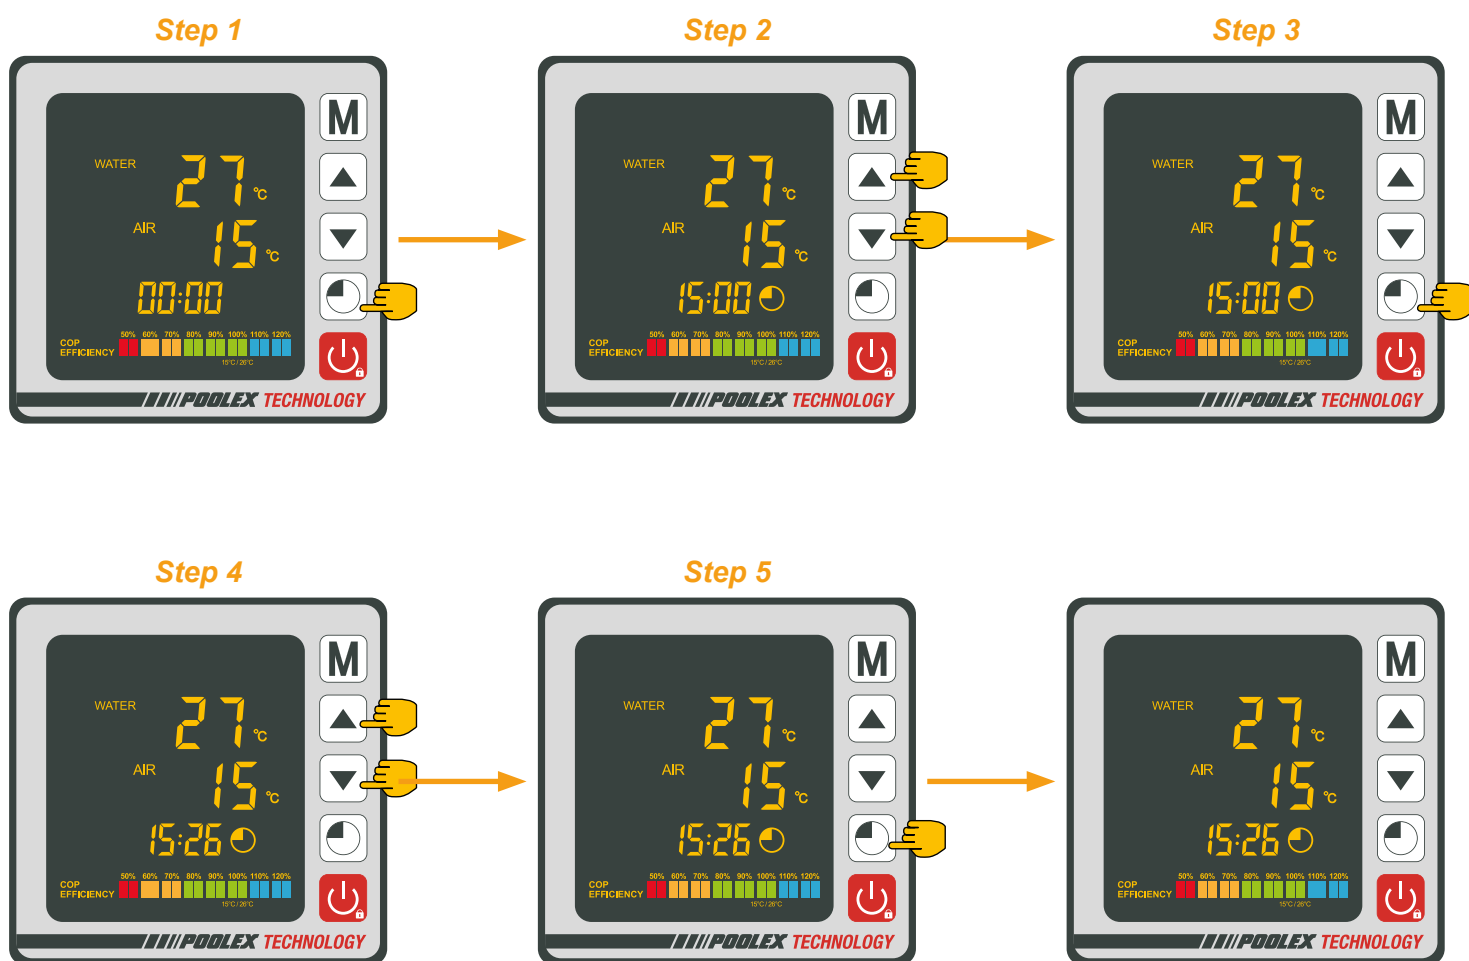 Step 1
M
WATER 27 °C
AIR 15 °C
00:00
50% 60% 70% 80% 90% 100% 110% 120%
COP
EFFICIENCY
15°C / 26°C
POOLEX TECHNOLOGY
Step 2
M
WATER 27 °C
AIR 15 °C
15:00
50% 60% 70% 80% 90% 100% 110% 120%
COP
EFFICIENCY
15°C / 26°C
POOLEX TECHNOLOGY
Step 3
M
WATER 27 °C
AIR 15 °C
15:00
50% 60% 70% 80% 90% 100% 110% 120%
COP
EFFICIENCY
15°C / 26°C
POOLEX TECHNOLOGY
Step 4
M
WATER 27 °C
AIR 15 °C
15:26
50% 60% 70% 80% 90% 100% 110% 120%
COP
EFFICIENCY
15°C / 26°C
POOLEX TECHNOLOGY
Step 5
M
WATER 27 °C
AIR 15 °C
15:26
50% 60% 70% 80% 90% 100% 110% 120%
COP
EFFICIENCY
15°C / 26°C
POOLEX TECHNOLOGY
M
WATER 27 °C
AIR 15 °C
15:26
50% 60% 70% 80% 90% 100% 110% 120%
COP
EFFICIENCY
15°C / 26°C
POOLEX TECHNOLOGY